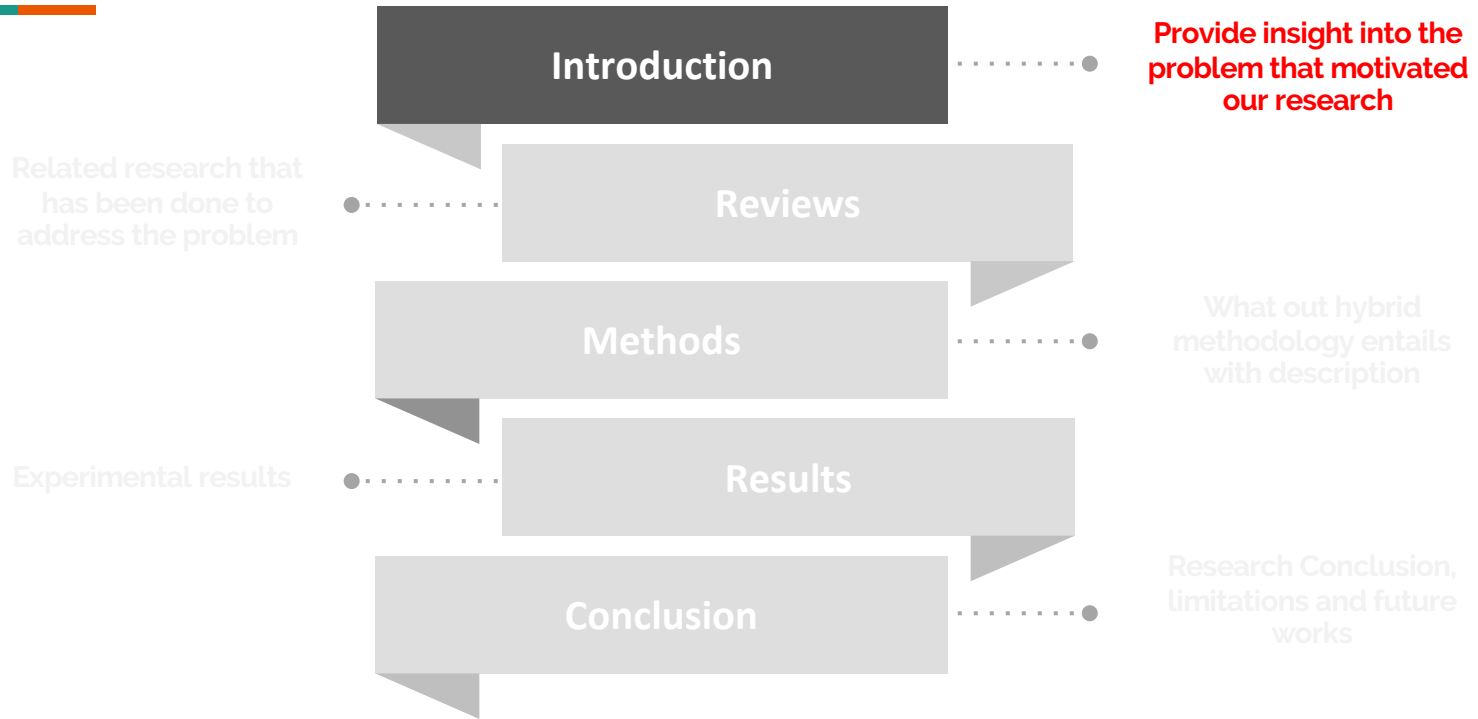 Introduction
Provide insight into the
problem that motivated
our research
Related research that
has been done to
address the problem
Reviews
Methods
What out hybrid
methodology entails
with description
Experimental results
Results
Conclusion
Research Conclusion,
limitations and future
works